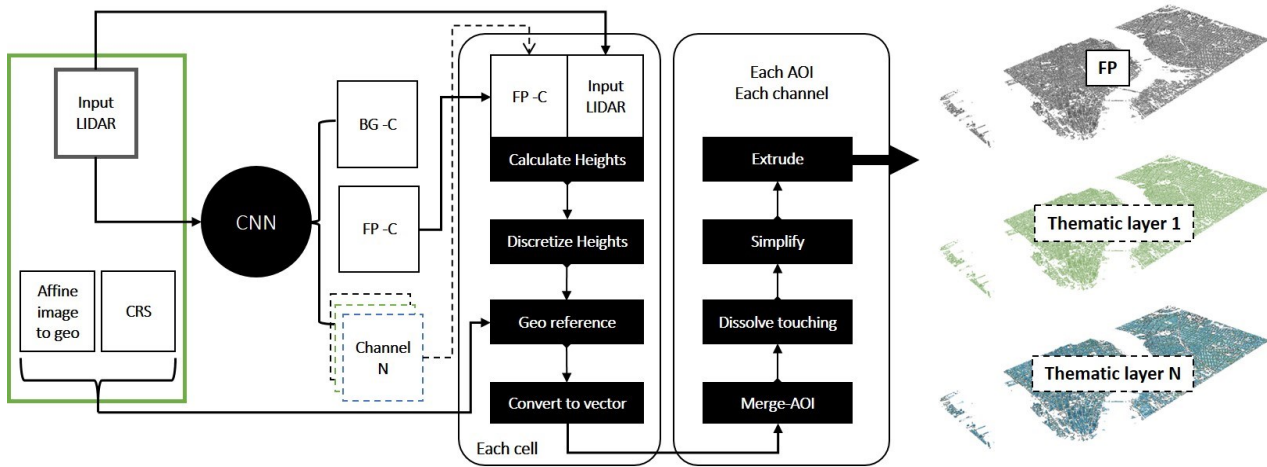 Input
LIDAR
Affine
image
to geo
CRS
CNN
BG -C
FP -C
Channel
N
FP -C
Input
LIDAR
Calculate Heights
Discretize Heights
Geo reference
Convert to vector
Each cell
Each AOI
Each channel
Extrude
Simplify
Dissolve touching
Merge-AOI
FP
Thematic layer 1
Thematic layer N